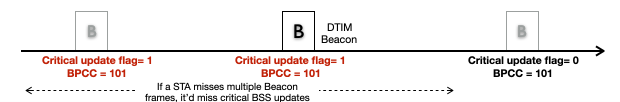 B
B
DTIM
Beacon
B
Critical update flag= 1
BPCC = 101
Critical update flag= 1
BPCC = 101
Critical update flag= 0
BPCC = 101
If a STA misses multiple Beacon
frames, it'd miss critical BSS updates